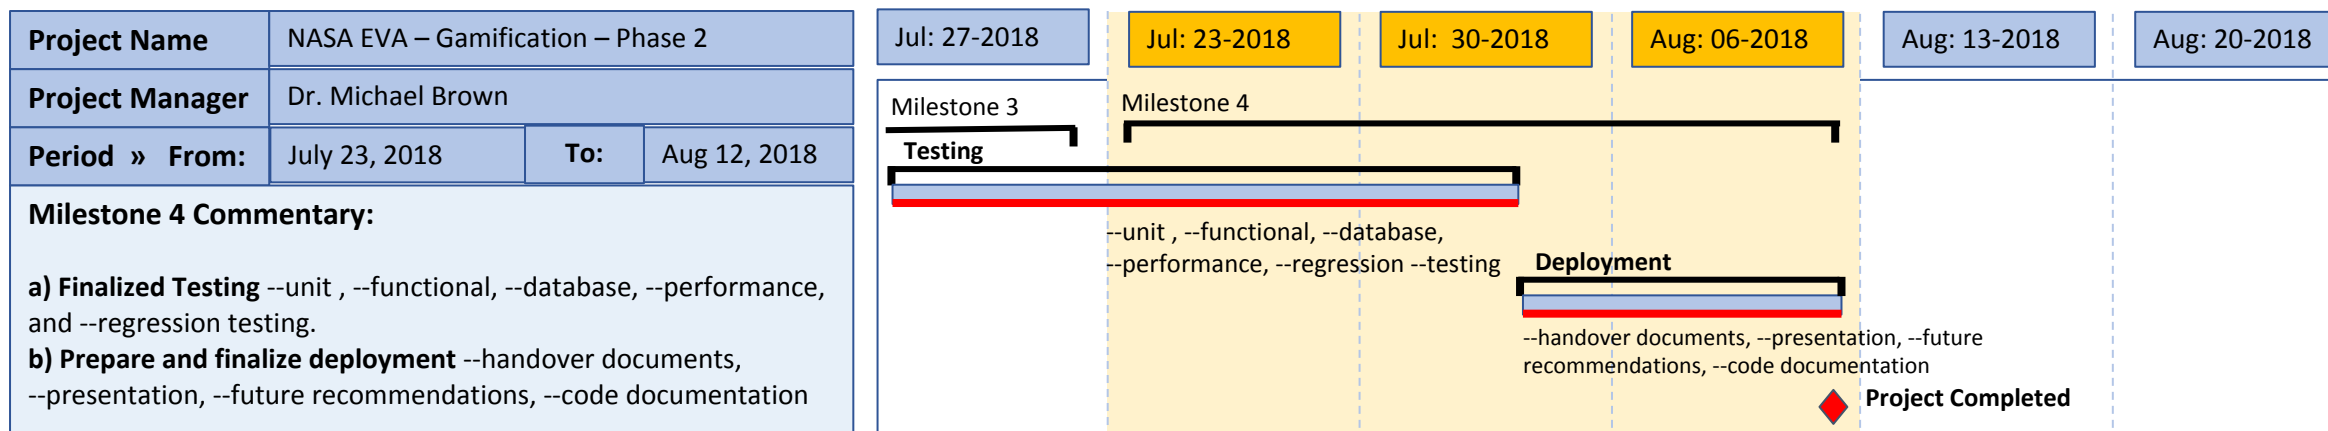 Project Name NASA EVA – Gamification – Phase 2
Project Manager Dr. Michael Brown
Period » From: July 23, 2018 To: Aug 12, 2018
Milestone 4 Commentary:
a) Finalized Testing --unit , --functional, --database, --performance,
and --regression testing.
b) Prepare and finalize deployment --handover documents,
--presentation, --future recommendations, --code documentation
Jul: 27-2018 Jul: 23-2018 Jul: 30-2018 Aug: 06-2018 Aug: 13-2018 Aug: 20-2018
Milestone 3 Milestone 4
Testing
--unit , --functional, --database,
--performance, --regression --testing
Deployment
--handover documents, --presentation, --future
recommendations, --code documentation
Project Completed